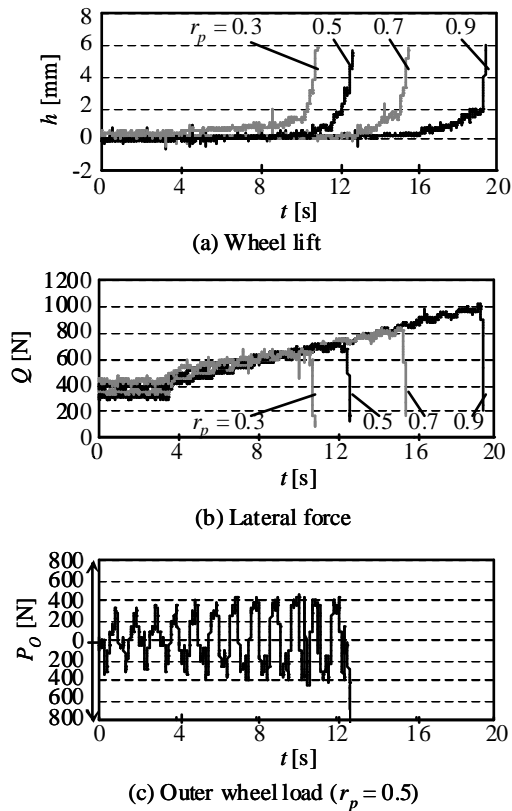 8
6
4
2
0
-2
h [mm]
r_p = 0.3 0.5 0.7 0.9
0 4 8 12 16 20
t [s]
(a) Wheel lift
1200
1000
800
600
400
200
0
Q [N]
r_p = 0.3 0.5 0.7 0.9
0 4 8 12 16 20
t [s]
(b) Lateral force
800
600
400
200
0
200
400
600
800
P_O [N]
0 4 8 12 16 20
t [s]
(c) Outer wheel load (r_p = 0.5)